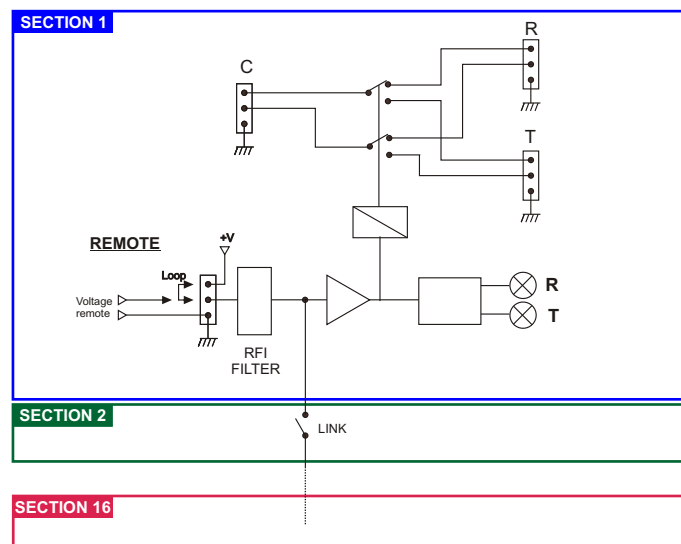 SECTION 1
R
C
T
REMOTE
+V
Loop
Voltage
remote
R
T
RFI
FILTER
SECTION 2
LINK
SECTION 16